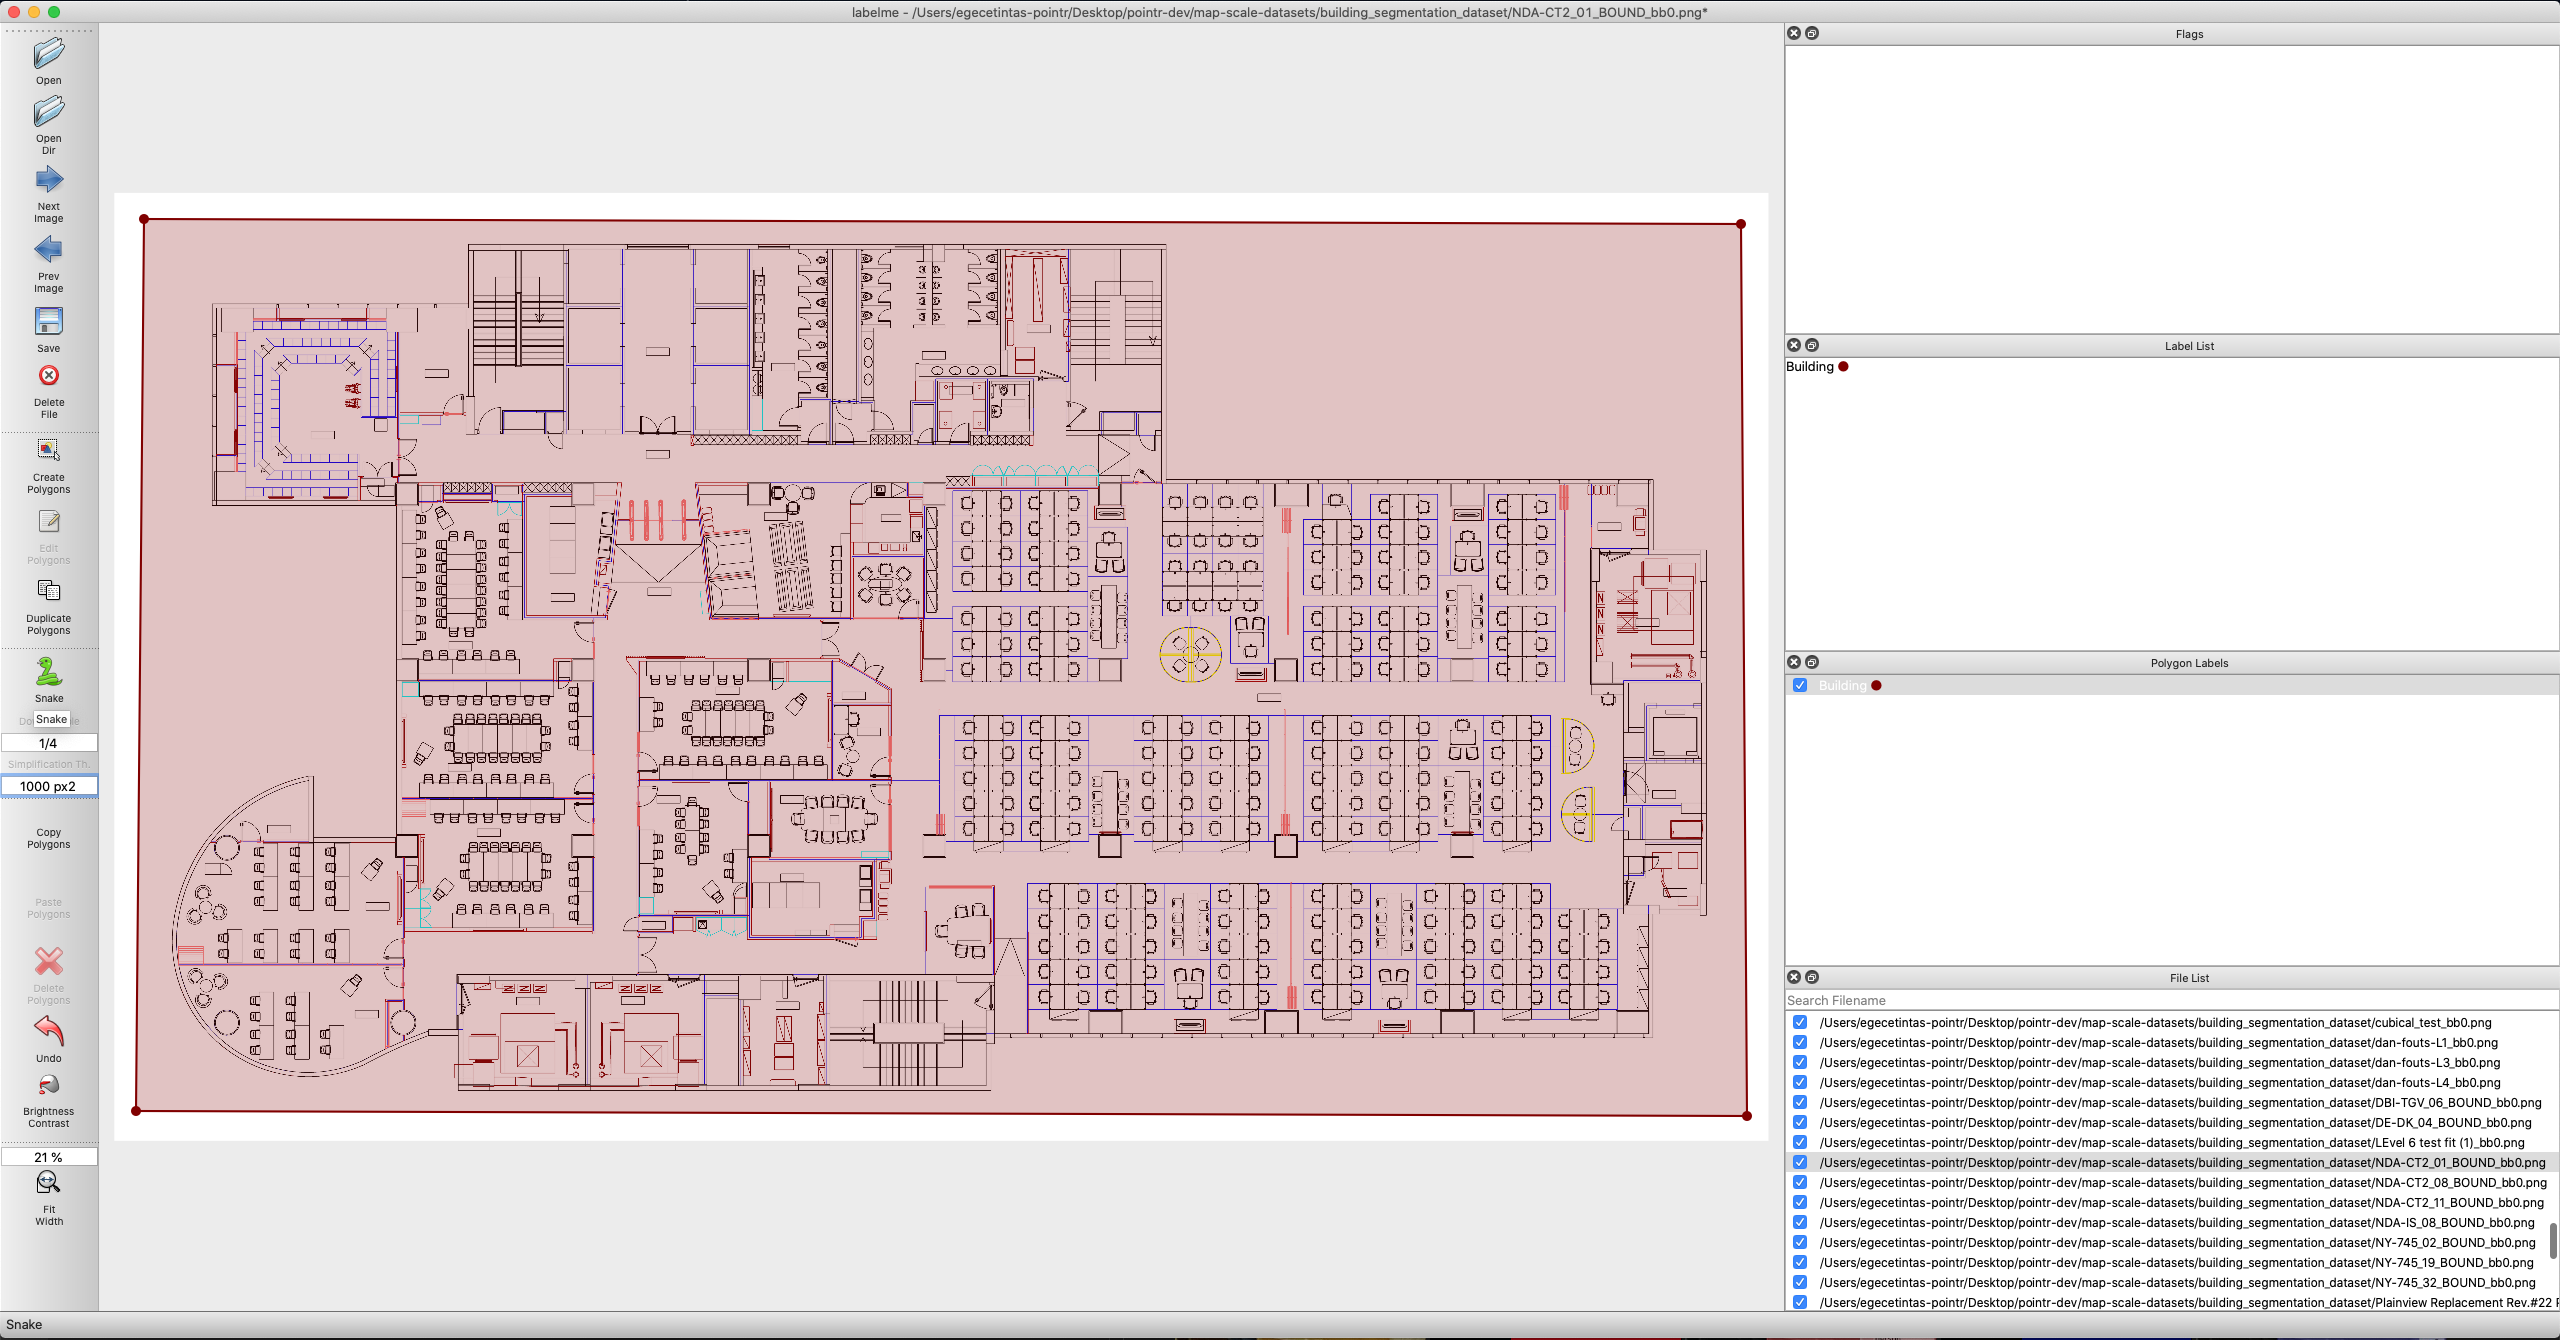 labelme - /Users/egecetintas-pointr/Desktop/pointr-dev/map-scale-datasets/building_segmentation_dataset/NDA-CT2_01_BOUND_bb0.png*
Open
Open
Dir
Next
Image
Prev
Image
Save
Delete
File
Create
Polygons
Edit
Polygons
Duplicate
Polygons
Snake
Snake
1/4
Simplification Th.
1000 px2
Copy
Polygons
Paste
Polygons
Delete
Polygons
Undo
Brightness
Contrast
21 %
Fit
Width
Flags
Label List
Building
Polygon Labels
Building
File List
Search Filename
/Users/egecetintas-pointr/Desktop/pointr-dev/map-scale-datasets/building_segmentation_dataset/cubical_test_bb0.png
/Users/egecetintas-pointr/Desktop/pointr-dev/map-scale-datasets/building_segmentation_dataset/dan-fouts-L1_bb0.png
/Users/egecetintas-pointr/Desktop/pointr-dev/map-scale-datasets/building_segmentation_dataset/dan-fouts-L3_bb0.png
/Users/egecetintas-pointr/Desktop/pointr-dev/map-scale-datasets/building_segmentation_dataset/dan-fouts-L4_bb0.png
/Users/egecetintas-pointr/Desktop/pointr-dev/map-scale-datasets/building_segmentation_dataset/DBI-TGV_06_BOUND_bb0.png
/Users/egecetintas-pointr/Desktop/pointr-dev/map-scale-datasets/building_segmentation_dataset/DE-DK_04_BOUND_bb0.png
/Users/egecetintas-pointr/Desktop/pointr-dev/map-scale-datasets/building_segmentation_dataset/LEvel 6 test fit (1)_bb0.png
/Users/egecetintas-pointr/Desktop/pointr-dev/map-scale-datasets/building_segmentation_dataset/NDA-CT2_01_BOUND_bb0.png
/Users/egecetintas-pointr/Desktop/pointr-dev/map-scale-datasets/building_segmentation_dataset/NDA-CT2_08_BOUND_bb0.png
/Users/egecetintas-pointr/Desktop/pointr-dev/map-scale-datasets/building_segmentation_dataset/NDA-CT2_11_BOUND_bb0.png
/Users/egecetintas-pointr/Desktop/pointr-dev/map-scale-datasets/building_segmentation_dataset/NDA-IS_08_BOUND_bb0.png
/Users/egecetintas-pointr/Desktop/pointr-dev/map-scale-datasets/building_segmentation_dataset/NY-745_02_BOUND_bb0.png
/Users/egecetintas-pointr/Desktop/pointr-dev/map-scale-datasets/building_segmentation_dataset/NY-745_19_BOUND_bb0.png
/Users/egecetintas-pointr/Desktop/pointr-dev/map-scale-datasets/building_segmentation_dataset/NY-745_32_BOUND_bb0.png
/Users/egecetintas-pointr/Desktop/pointr-dev/map-scale-datasets/building_segmentation_dataset/Plainview Replacement Rev.#22
Snake